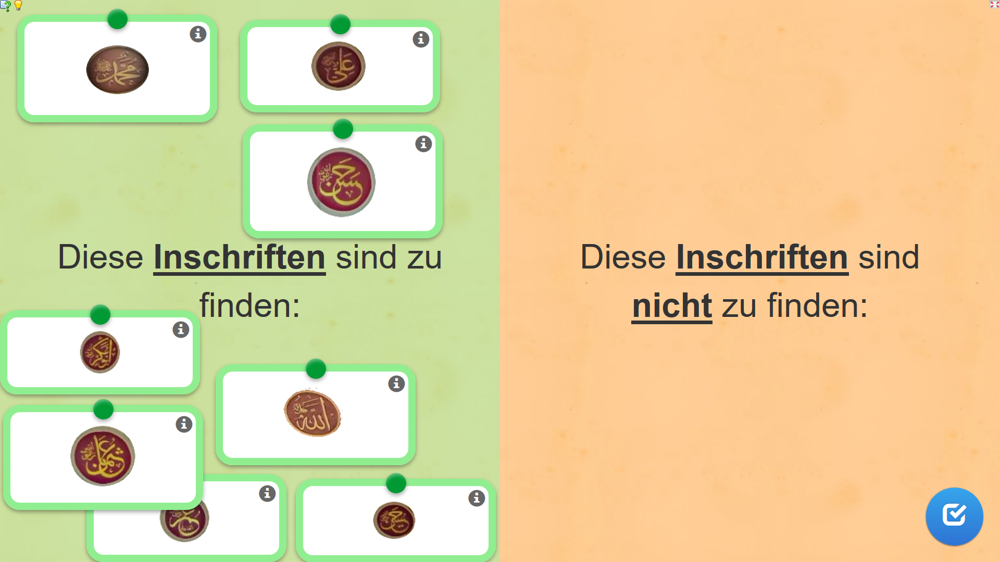 محمد
علي
حسن
Diese Inschriften sind zu
finden:
Diese Inschriften sind
nicht zu finden:
أبو بكر
الله
عثمان
عمر
حسين